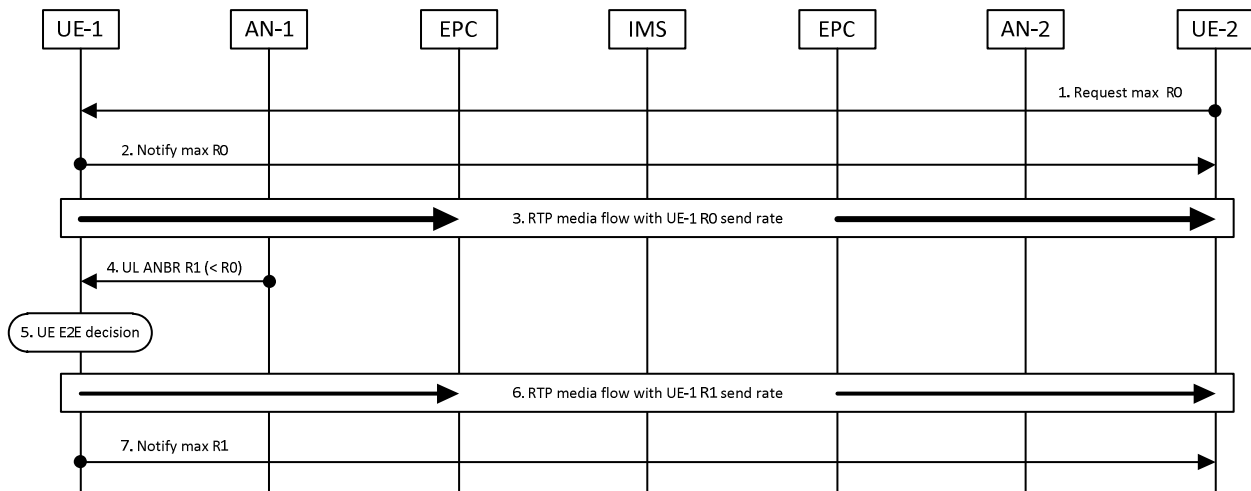 UE-1
AN-1
EPC
IMS
EPC
AN-2
UE-2
1. Request max R0
2. Notify max R0
3. RTP media flow with UE-1 R0 send rate
4. UL ANBR R1 (< R0)
5. UE E2E decision
6. RTP media flow with UE-1 R1 send rate
7. Notify max R1